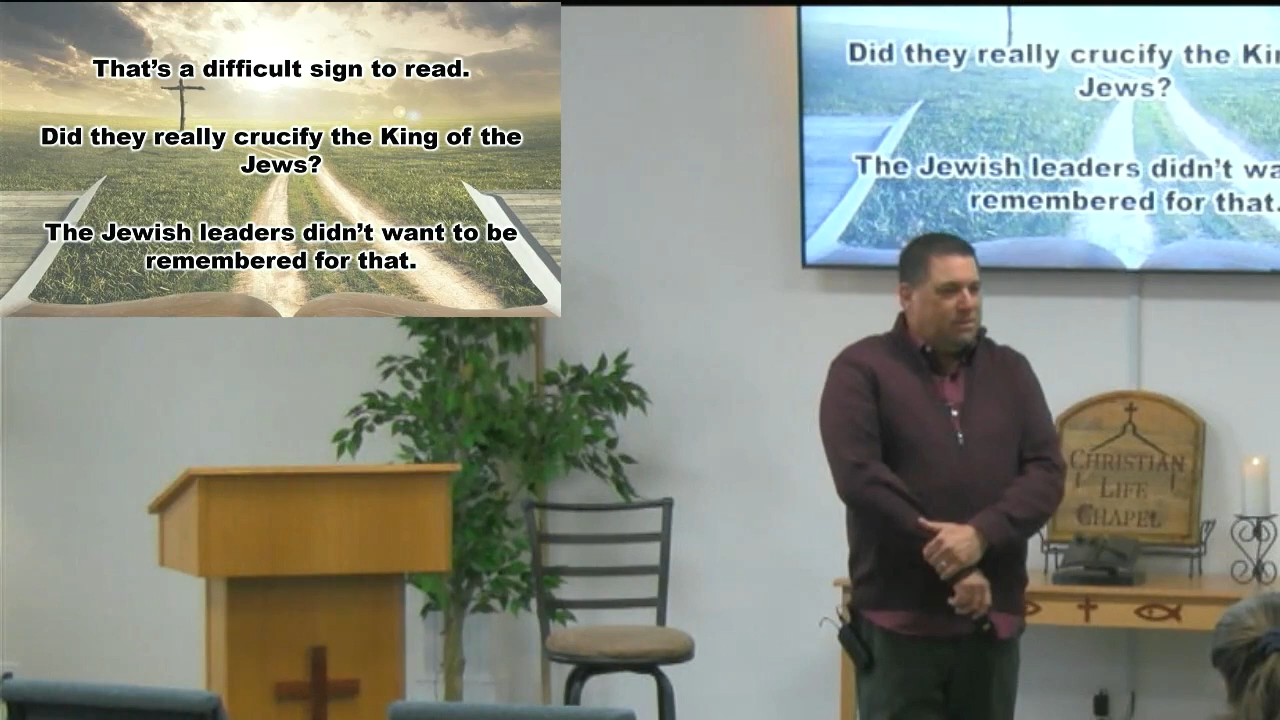 That's a difficult sign to read.
Did they really crucify the King of the
Jews?
The Jewish leaders didn't want to be
remembered for that.
Did they really crucify the Ki
Jews?
The Jewish leaders didn't wa
remembered for that.
CHRISTIAN
LIFE
CHAPEL